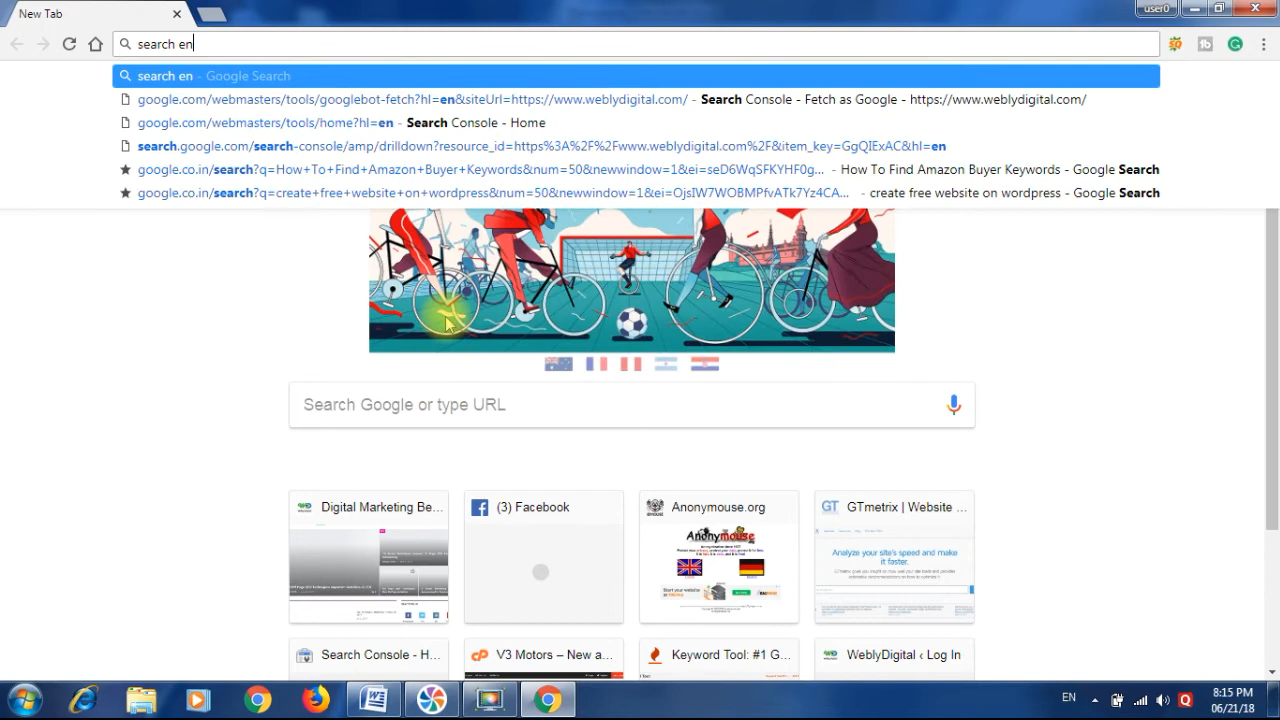 New Tab
user0
search en
search en - Google Search
google.com/webmasters/tools/googlebot-fetch?hl=en&siteUrl=https://www.weblydigital.com/ - Search Console - Fetch as Google - https://www.weblydigital.com/
google.com/webmasters/tools/home?hl=en - Search Console - Home
search.google.com/search-console/amp/drilldown?resource_id=https%3A%2F%2Fwww.weblydigital.com%2F&item_key=GgQIExAC&hl=en
google.co.in/search?q=How+To+Find+Amazon+Buyer+Keywords&num=50&newwindow=1&ei=seD6WqSFKYHF0g... - How To Find Amazon Buyer Keywords - Google Search
google.co.in/search?q=create+free+website+on+wordpress&num=50&newwindow=1&ei=OjsIW7WOBMPfvATk7Yz4CA... - create free website on wordpress - Google Search
Search Google or type URL
Digital Marketing Be...
(3) Facebook
Anonymouse.org
GT GTmetrix | Website ...
Anonymouse
Analyze your site's speed and make it faster.
Start your website at
Search Console - H...
V3 Motors – New a...
Keyword Tool: #1 G...
WeblyDigital ‹ Log In
EN
8:15 PM
06/21/18